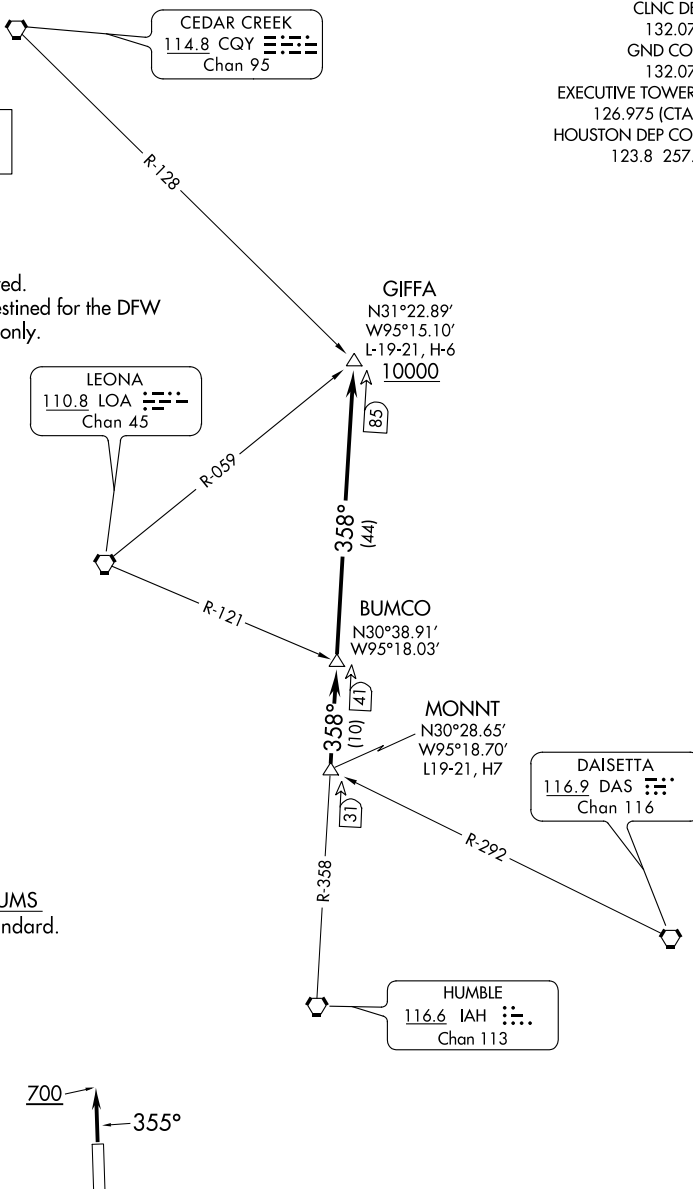 CEDAR CREEK
114.8 CQY
Chan 95
CLNC DE
132.07
GND CO
132.07
EXECUTIVE TOWER
126.975 (CTA
HOUSTON DEP CO
123.8 257.
R-128
ed.
estined for the DFW
only.
GIFFA
N31°22.89′
W95°15.10′
L-19-21, H-6
10000
85
LEONA
110.8 LOA
Chan 45
R-059
358°
(44)
R-121
BUMCO
N30°38.91′
W95°18.03′
41
358°
(10)
MONNT
N30°28.65′
W95°18.70′
L19-21, H7
31
DAISETTA
116.9 DAS
Chan 116
R-292
R-358
UMS
ndard.
HUMBLE
116.6 IAH
Chan 113
700
355°